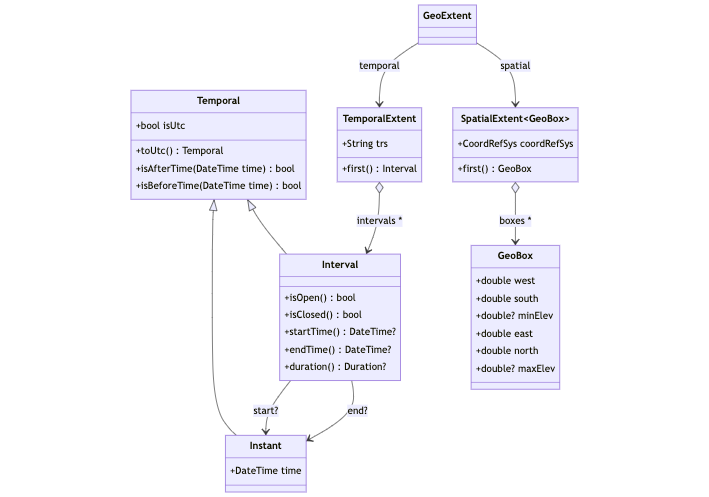 GeoExtent
temporal
spatial
Temporal
+bool isUtc
+toUtc() : Temporal
+isAfterTime(DateTime time) : bool
+isBeforeTime(DateTime time) : bool
TemporalExtent
+String trs
+first() : Interval
SpatialExtent<GeoBox>
+CoordRefSys coordRefSys
+first() : GeoBox
intervals *
boxes *
Interval
+isOpen() : bool
+isClosed() : bool
+startTime() : DateTime?
+endTime() : DateTime?
+duration() : Duration?
GeoBox
+double west
+double south
+double? minElev
+double east
+double north
+double? maxElev
start?
end?
Instant
+DateTime time